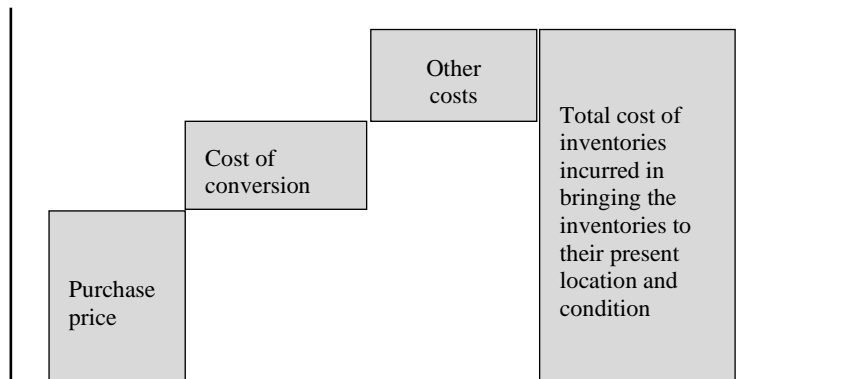 Other
costs
Cost of
conversion
Purchase
price
Total cost of
inventories
incurred in
bringing the
inventories to
their present
location and
condition